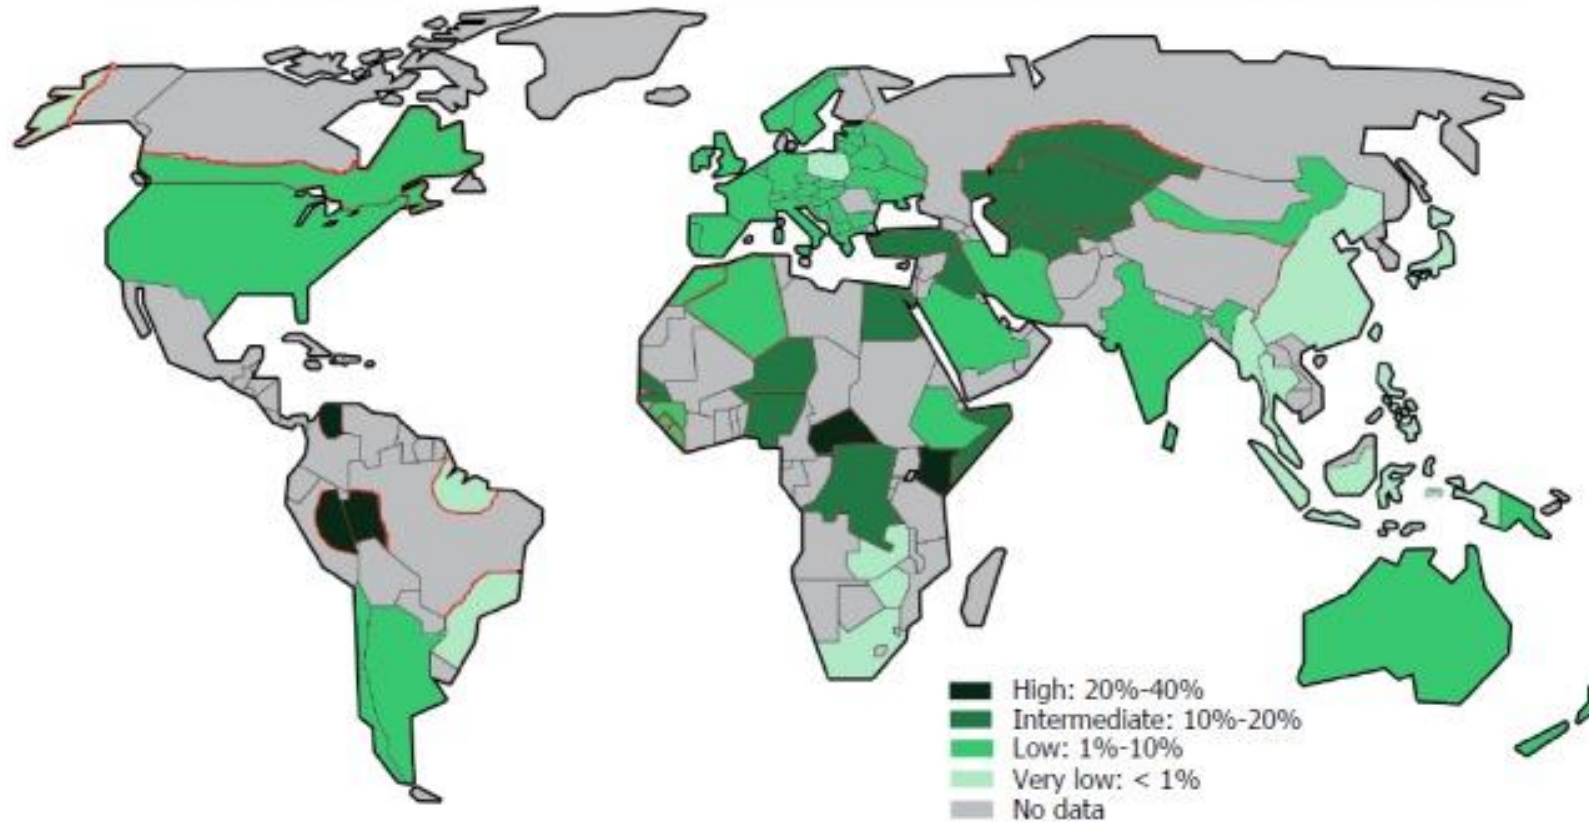 High: 20%-40%
Intermediate: 10%-20%
Low: 1%-10%
Very low: < 1%
No data